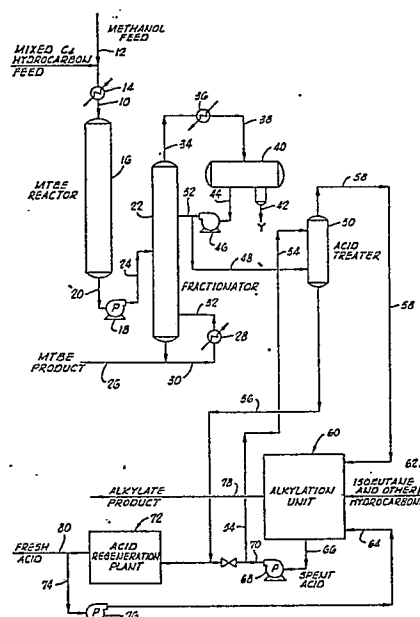 METHANOL FEED
12
MIXED C4 HYDROCARBON FEED
14
10
MTBE REACTOR
16
20
P
18
24
22
34
36
38
40
44
42
52
46
48
FRACTIONATOR
32
28
MTBE PRODUCT
26
30
54
58
50
ACID TREATER
58
56
60
ALKYLATION UNIT
62
ISOBUTANE AND OTHER HYDROCARBON
64
ALKYLATE PRODUCT
78
54
66
SPENT ACID
P
68
70
FRESH ACID
80
72
ACID REGENERATION PLANT
74
P
76